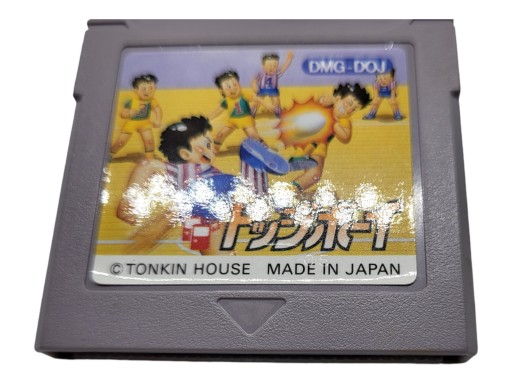 DMG-DOJ
ドッジボーイ
© TONKIN HOUSE MADE iN JAPAN